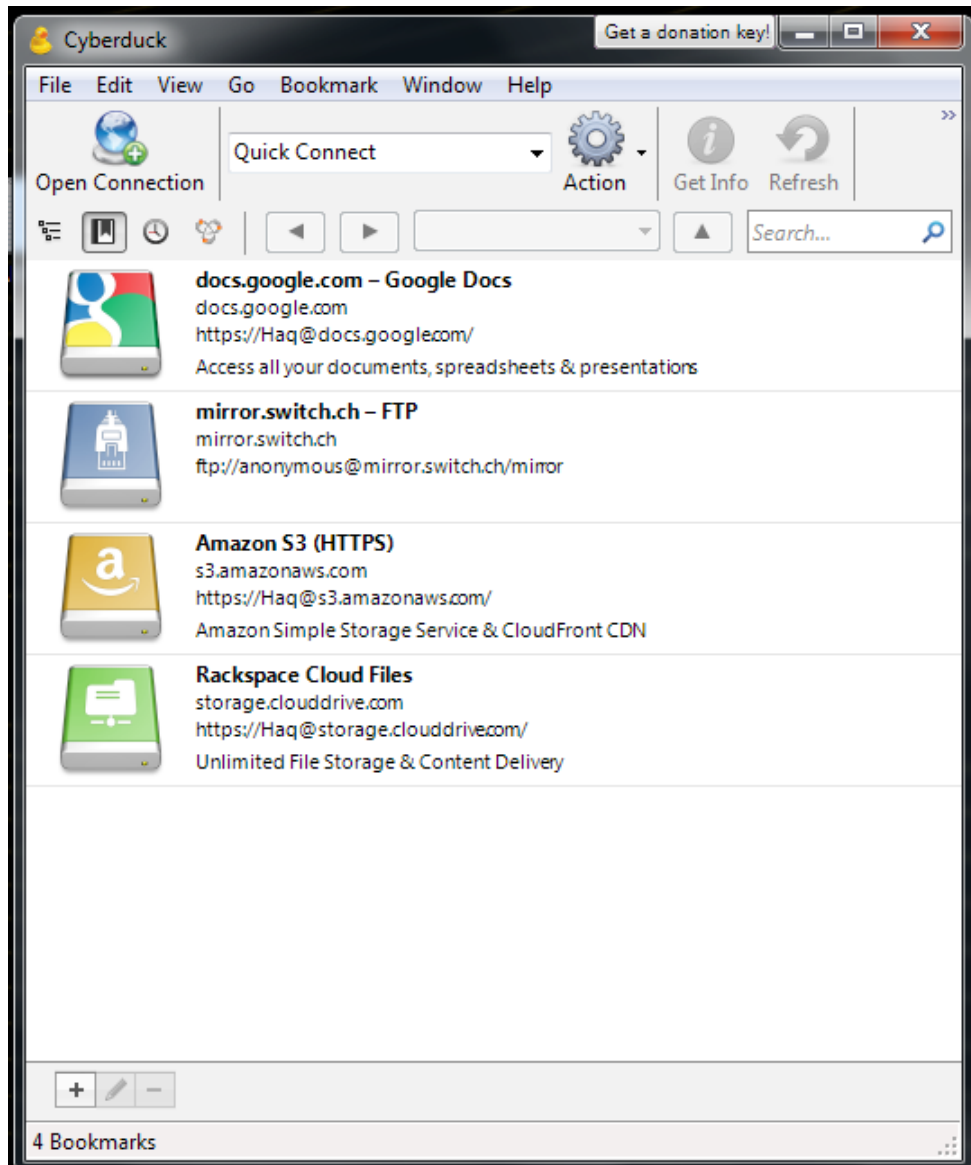 Cyberduck
Get a donation key!
File Edit View Go Bookmark Window Help
Open Connection
Quick Connect
Action
Get Info
Refresh
Search...
docs.google.com – Google Docs
docs.google.com
https://Haq@docs.google.com/
Access all your documents, spreadsheets & presentations
mirror.switch.ch – FTP
mirror.switch.ch
ftp://anonymous@mirror.switch.ch/mirror
Amazon S3 (HTTPS)
s3.amazonaws.com
https://Haq@s3.amazonaws.com/
Amazon Simple Storage Service & CloudFront CDN
Rackspace Cloud Files
storage.clouddrive.com
https://Haq@storage.clouddrive.com/
Unlimited File Storage & Content Delivery
4 Bookmarks